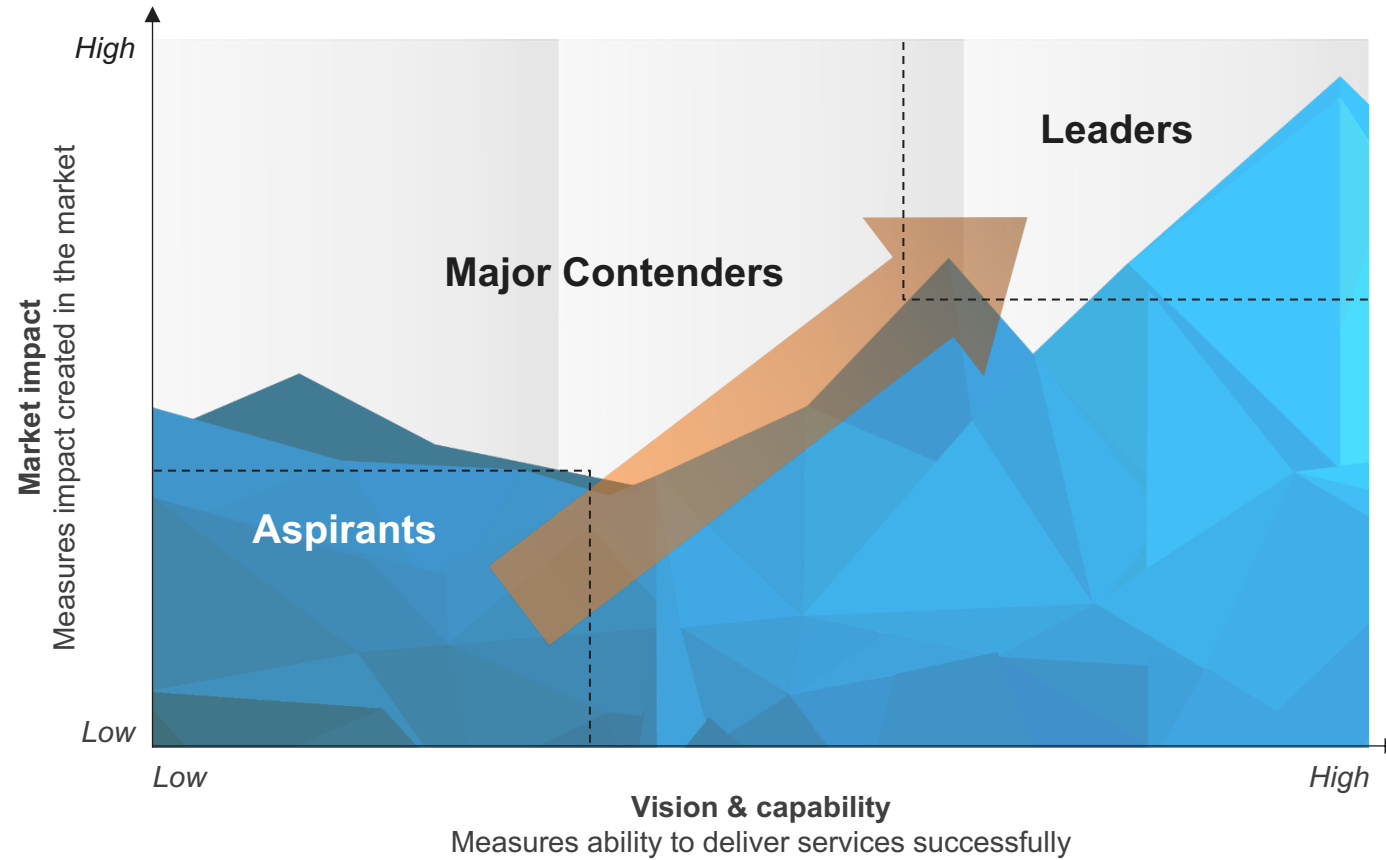 High
Leaders
Major Contenders
Market impact
Measures impact created in the market
Aspirants
Low
Low
High
Vision & capability
Measures ability to deliver services successfully